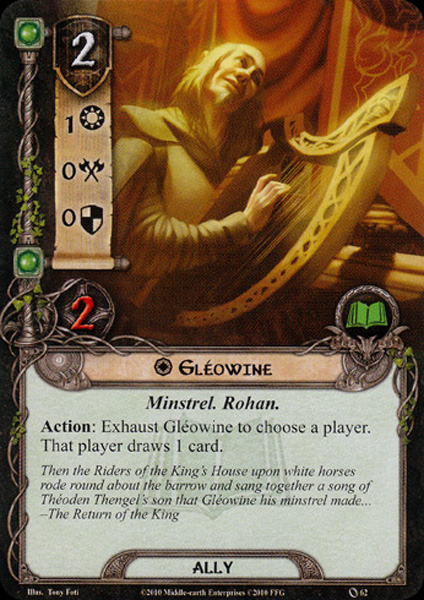 2
1
0
0
2
GLÉOWINE
Minstrel. Rohan.
Action: Exhaust Gléowine to choose a player.
That player draws 1 card.
Then the Riders of the King's House upon white horses
rode round about the barrow and sang together a song of
Théoden Thengel's son that Gléowine his minstrel made...
–The Return of the King
ALLY
Illus. Tony Foti
©2010 Middle-earth Enterprises ©2010 FFG
62